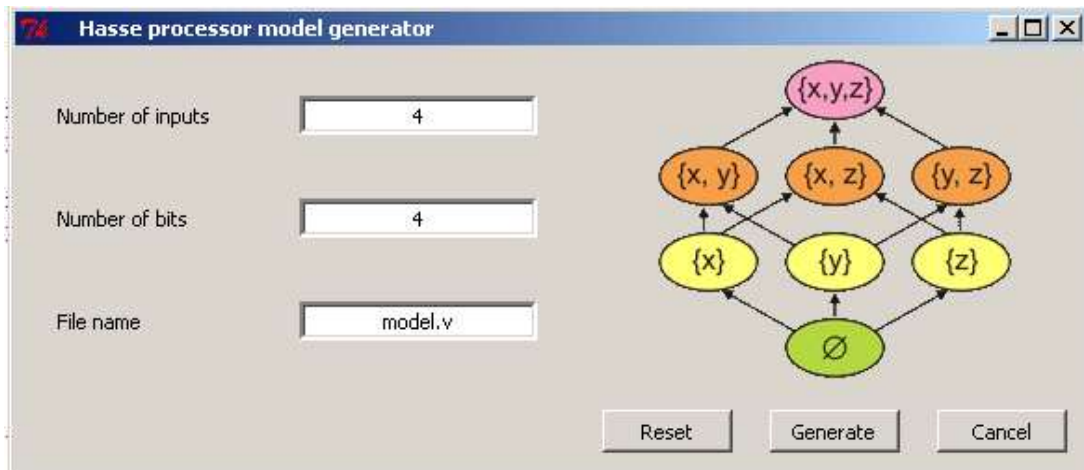 Hasse processor model generator
Number of inputs 4
Number of bits 4
File name model.v
{x,y,z}
{x, y} {x, z} {y, z}
{x} {y} {z}
∅
Reset Generate Cancel